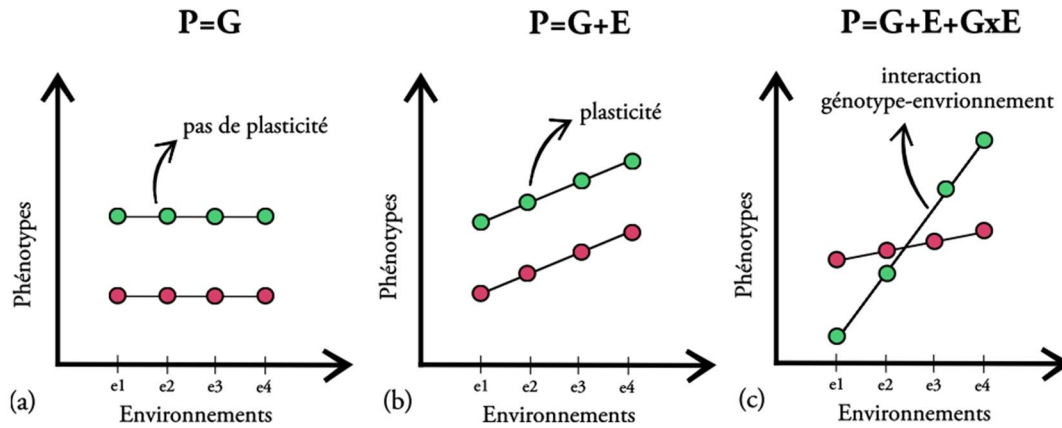 P=G
pas de plasticité
Phénotypes
e1 e2 e3 e4
(a)
Environnements
P=G+E
plasticité
Phénotypes
e1 e2 e3 e4
(b)
Environnements
P=G+E+GxE
interaction
génotype-envrionnement
Phénotypes
e1 e2 e3 e4
(c)
Environnements